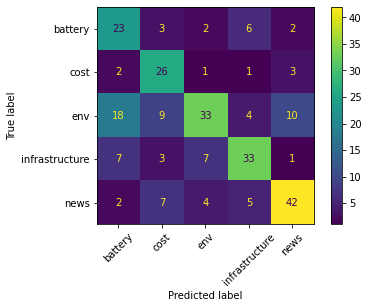 battery 23 3 2 6 2
cost 2 26 1 1 3
env 18 9 33 4 10
infrastructure 7 3 7 33 1
news 2 7 4 5 42
True label
battery cost env infrastructure news
Predicted label
40
35
30
25
20
15
10
5